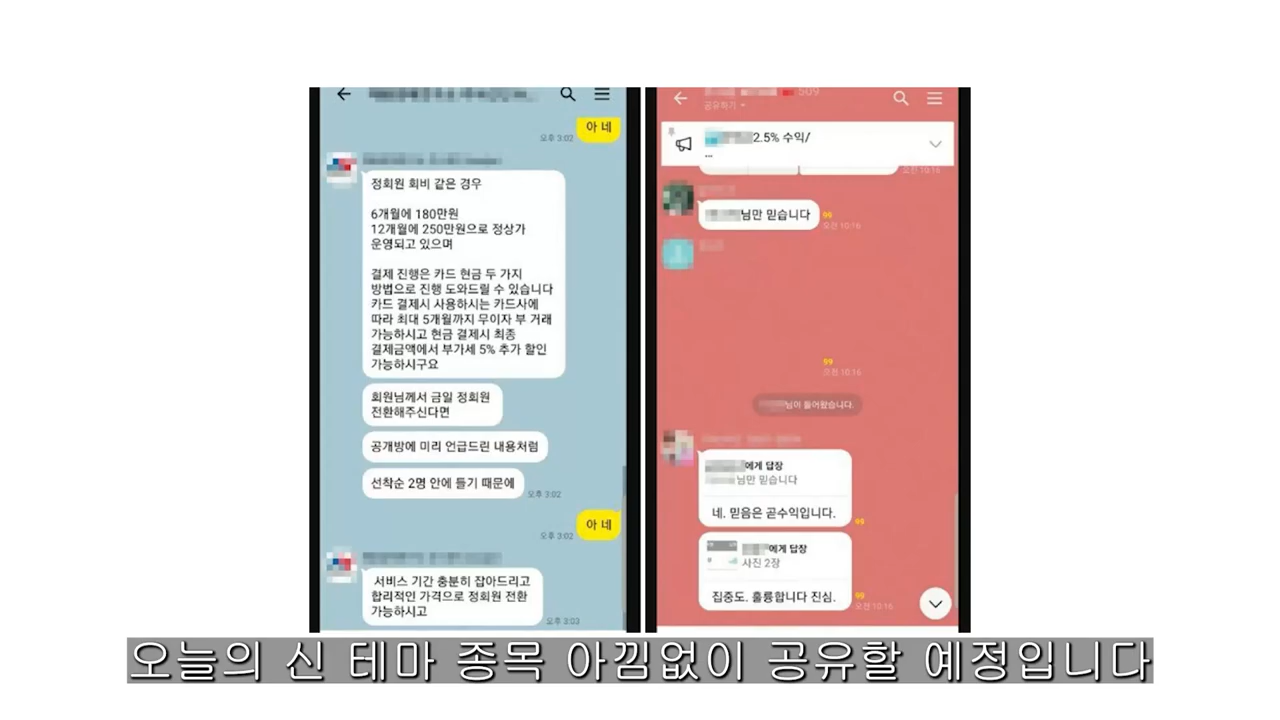 아 네
오후 3:02
정회원 회비 같은 경우
6개월에 180만원
12개월에 250만원으로 정상가
운영되고 있으며
결제 진행은 카드 현금 두 가지
방법으로 진행 도와드릴 수 있습니다
카드 결제시 사용하시는 카드사에
따라 최대 5개월까지 무이자 부 거래
가능하시고 현금 결제시 최종
결제금액에서 부가세 5% 추가 할인
가능하시구요
회원님께서 금일 정회원
전환해주신다면
공개방에 미리 언급드린 내용처럼
선착순 2명 안에 들기 때문에
오후 3:02
아 네
오후 3:02
서비스 기간 충분히 잡아드리고
합리적인 가격으로 정회원 전환
가능하시고
오후 3:03
509
공유하기
2.5% 수익/
...
오전 10:16
님만 믿습니다
99
오전 10:16
99
오전 10:16
님이 들어왔습니다.
에게 답장
님만 믿습니다
네. 믿음은 곧수익입니다.
99
에게 답장
사진 2장
집중도. 훌륭합니다 진심.
99
오전 10:16
오늘의 신 테마 종목 아낌없이 공유할 예정입니다